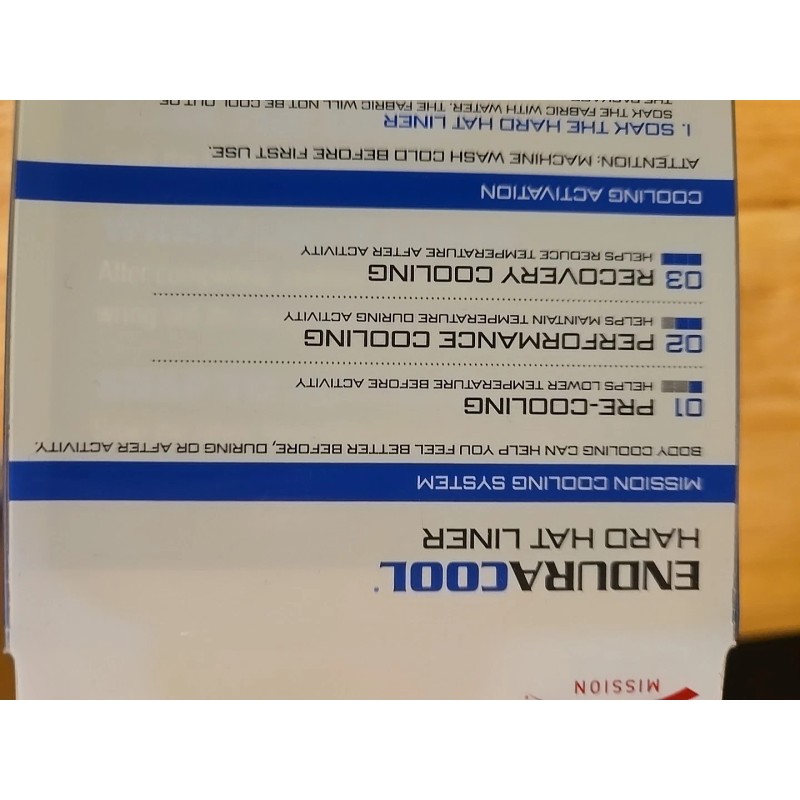 MISSION
ENDURACOOL
HARD HAT LINER
MISSION COOLING SYSTEM
BODY COOLING CAN HELP YOU FEEL BETTER BEFORE, DURING OR AFTER ACTIVITY.
01 PRE-COOLING
HELPS LOWER TEMPERATURE BEFORE ACTIVITY
02 PERFORMANCE COOLING
HELPS MAINTAIN TEMPERATURE DURING ACTIVITY
03 RECOVERY COOLING
HELPS REDUCE TEMPERATURE AFTER ACTIVITY
COOLING ACTIVATION
ATTENTION: MACHINE WASH COLD BEFORE FIRST USE.
1. SOAK THE HARD HAT LINER
SOAK THE FABRIC WITH WATER. THE FABRIC WILL NOT BE COOL OUT OF